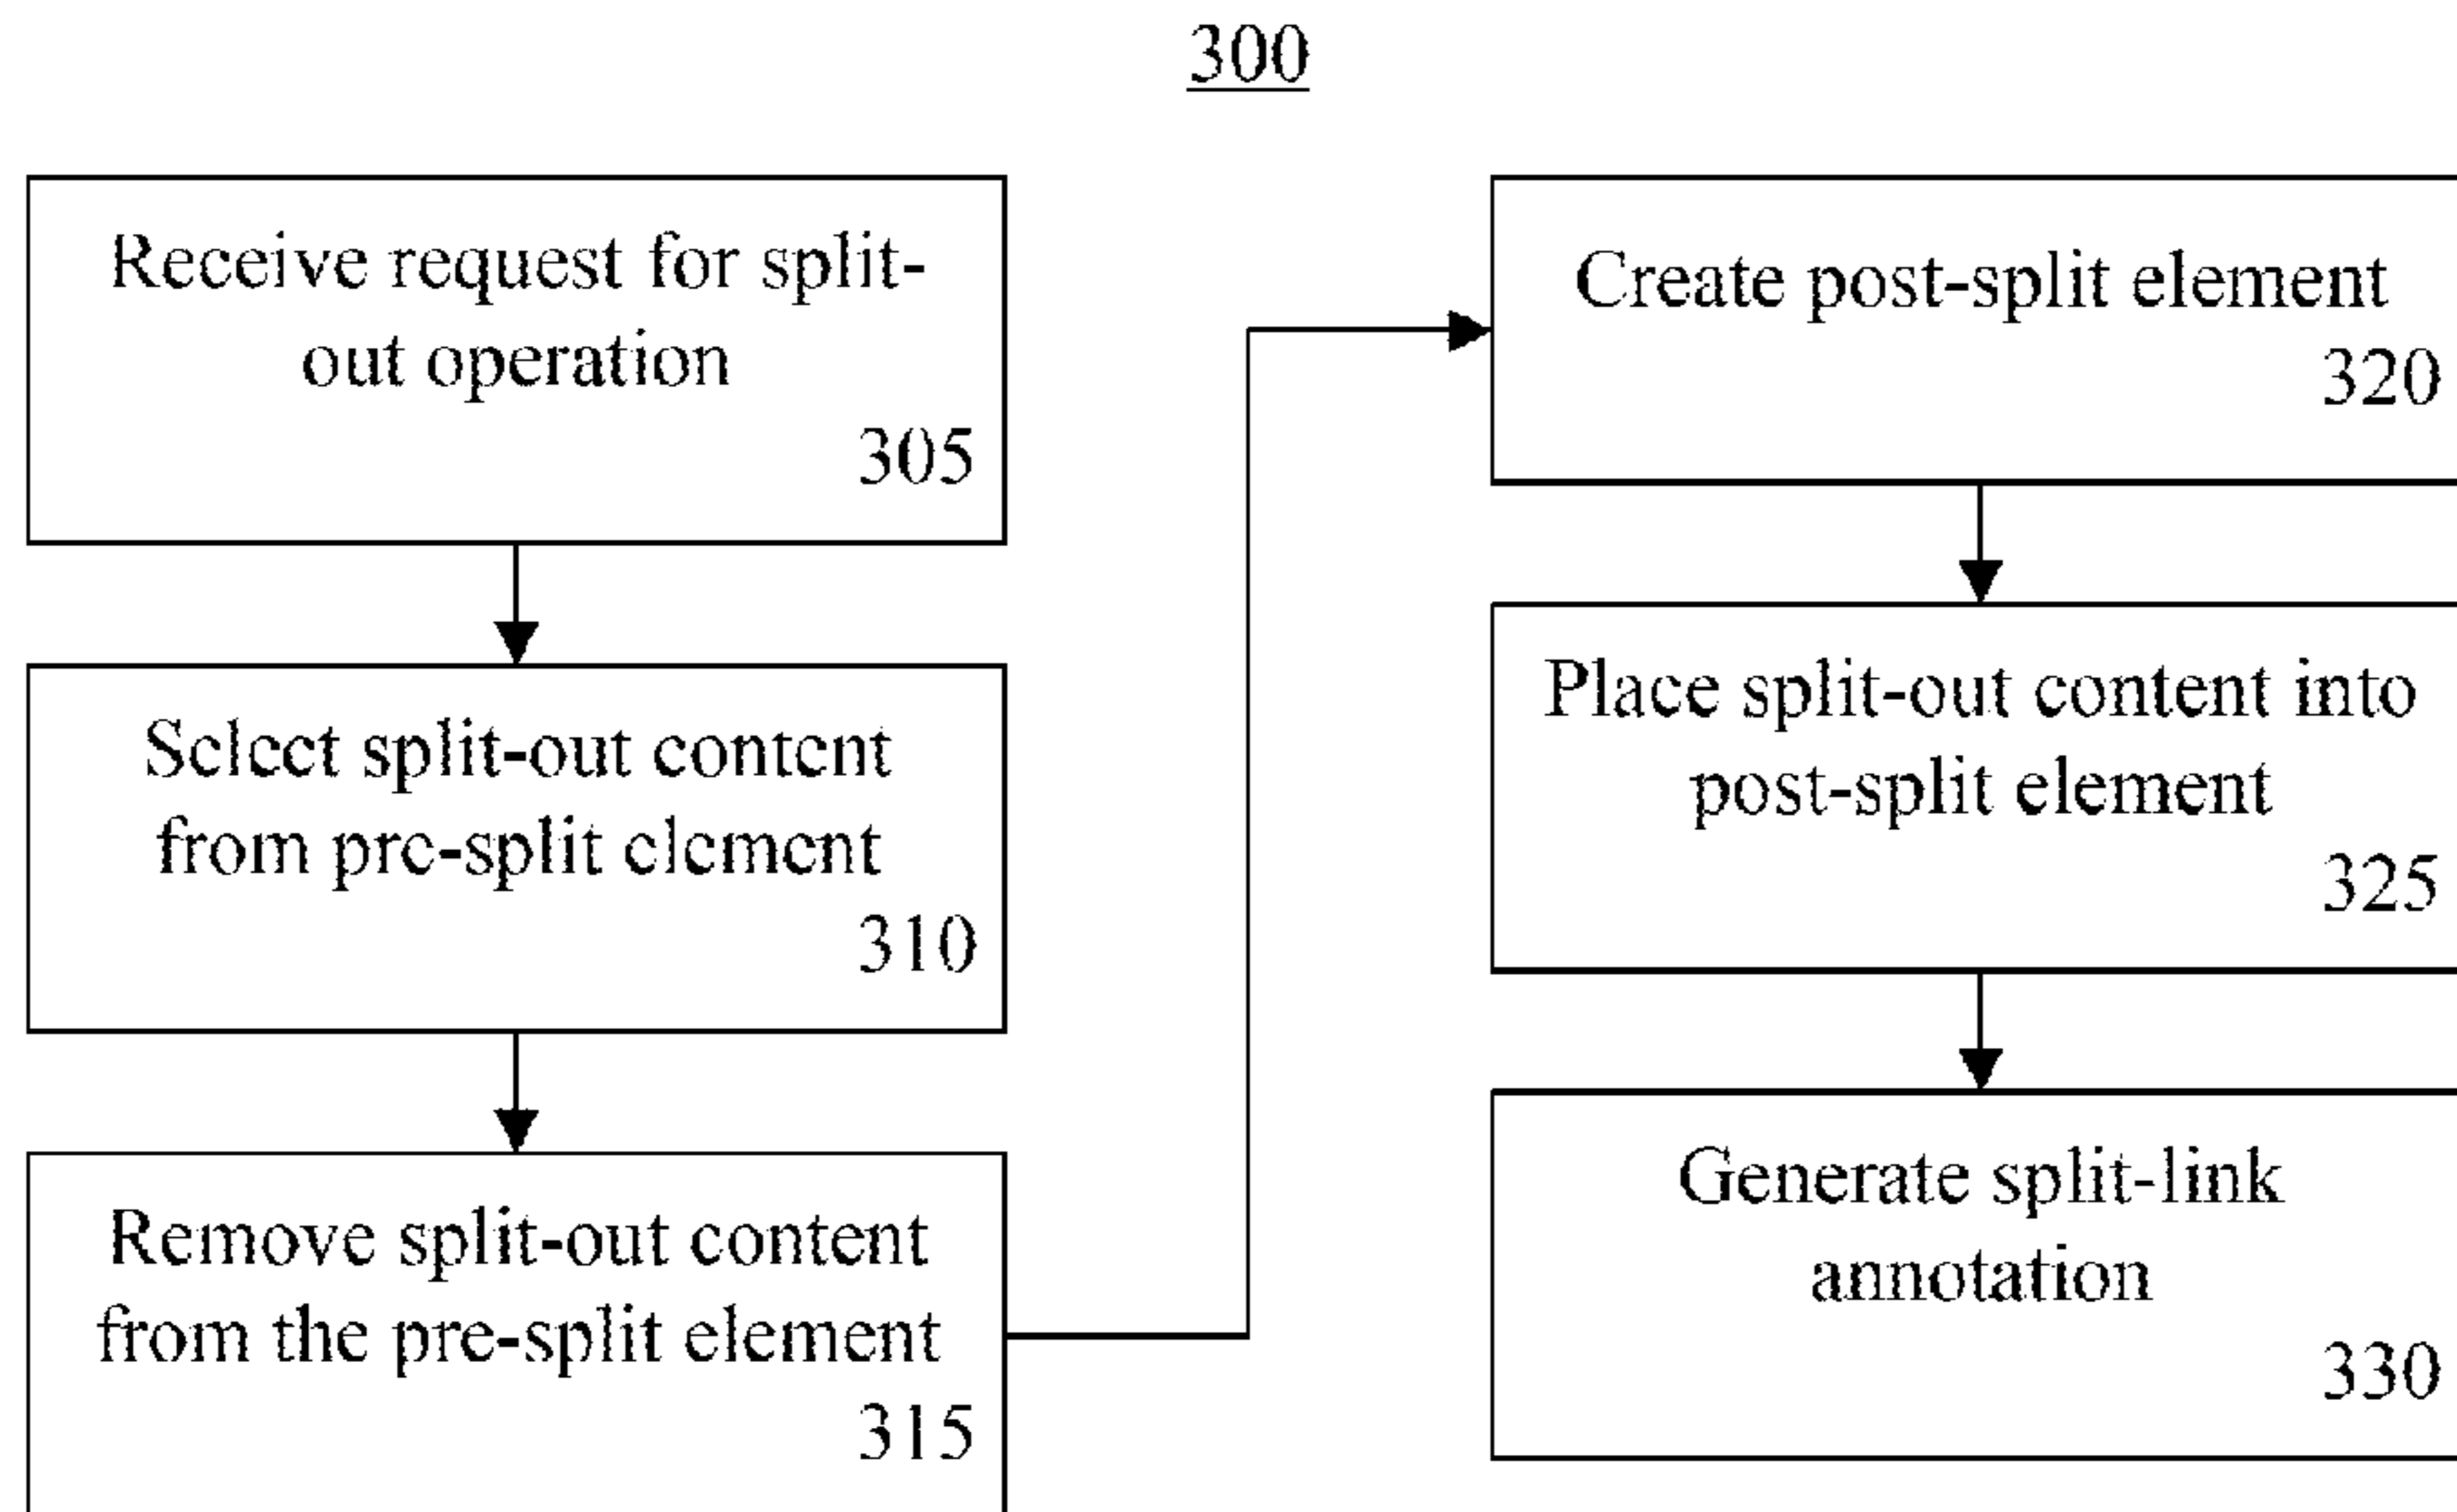 300
Receive request for split-
out operation
305
Select split-out content
from pre-split element
310
Remove split-out content
from the pre-split element
315
Create post-split element
320
Place split-out content into
post-split element
325
Generate split-link
annotation
330